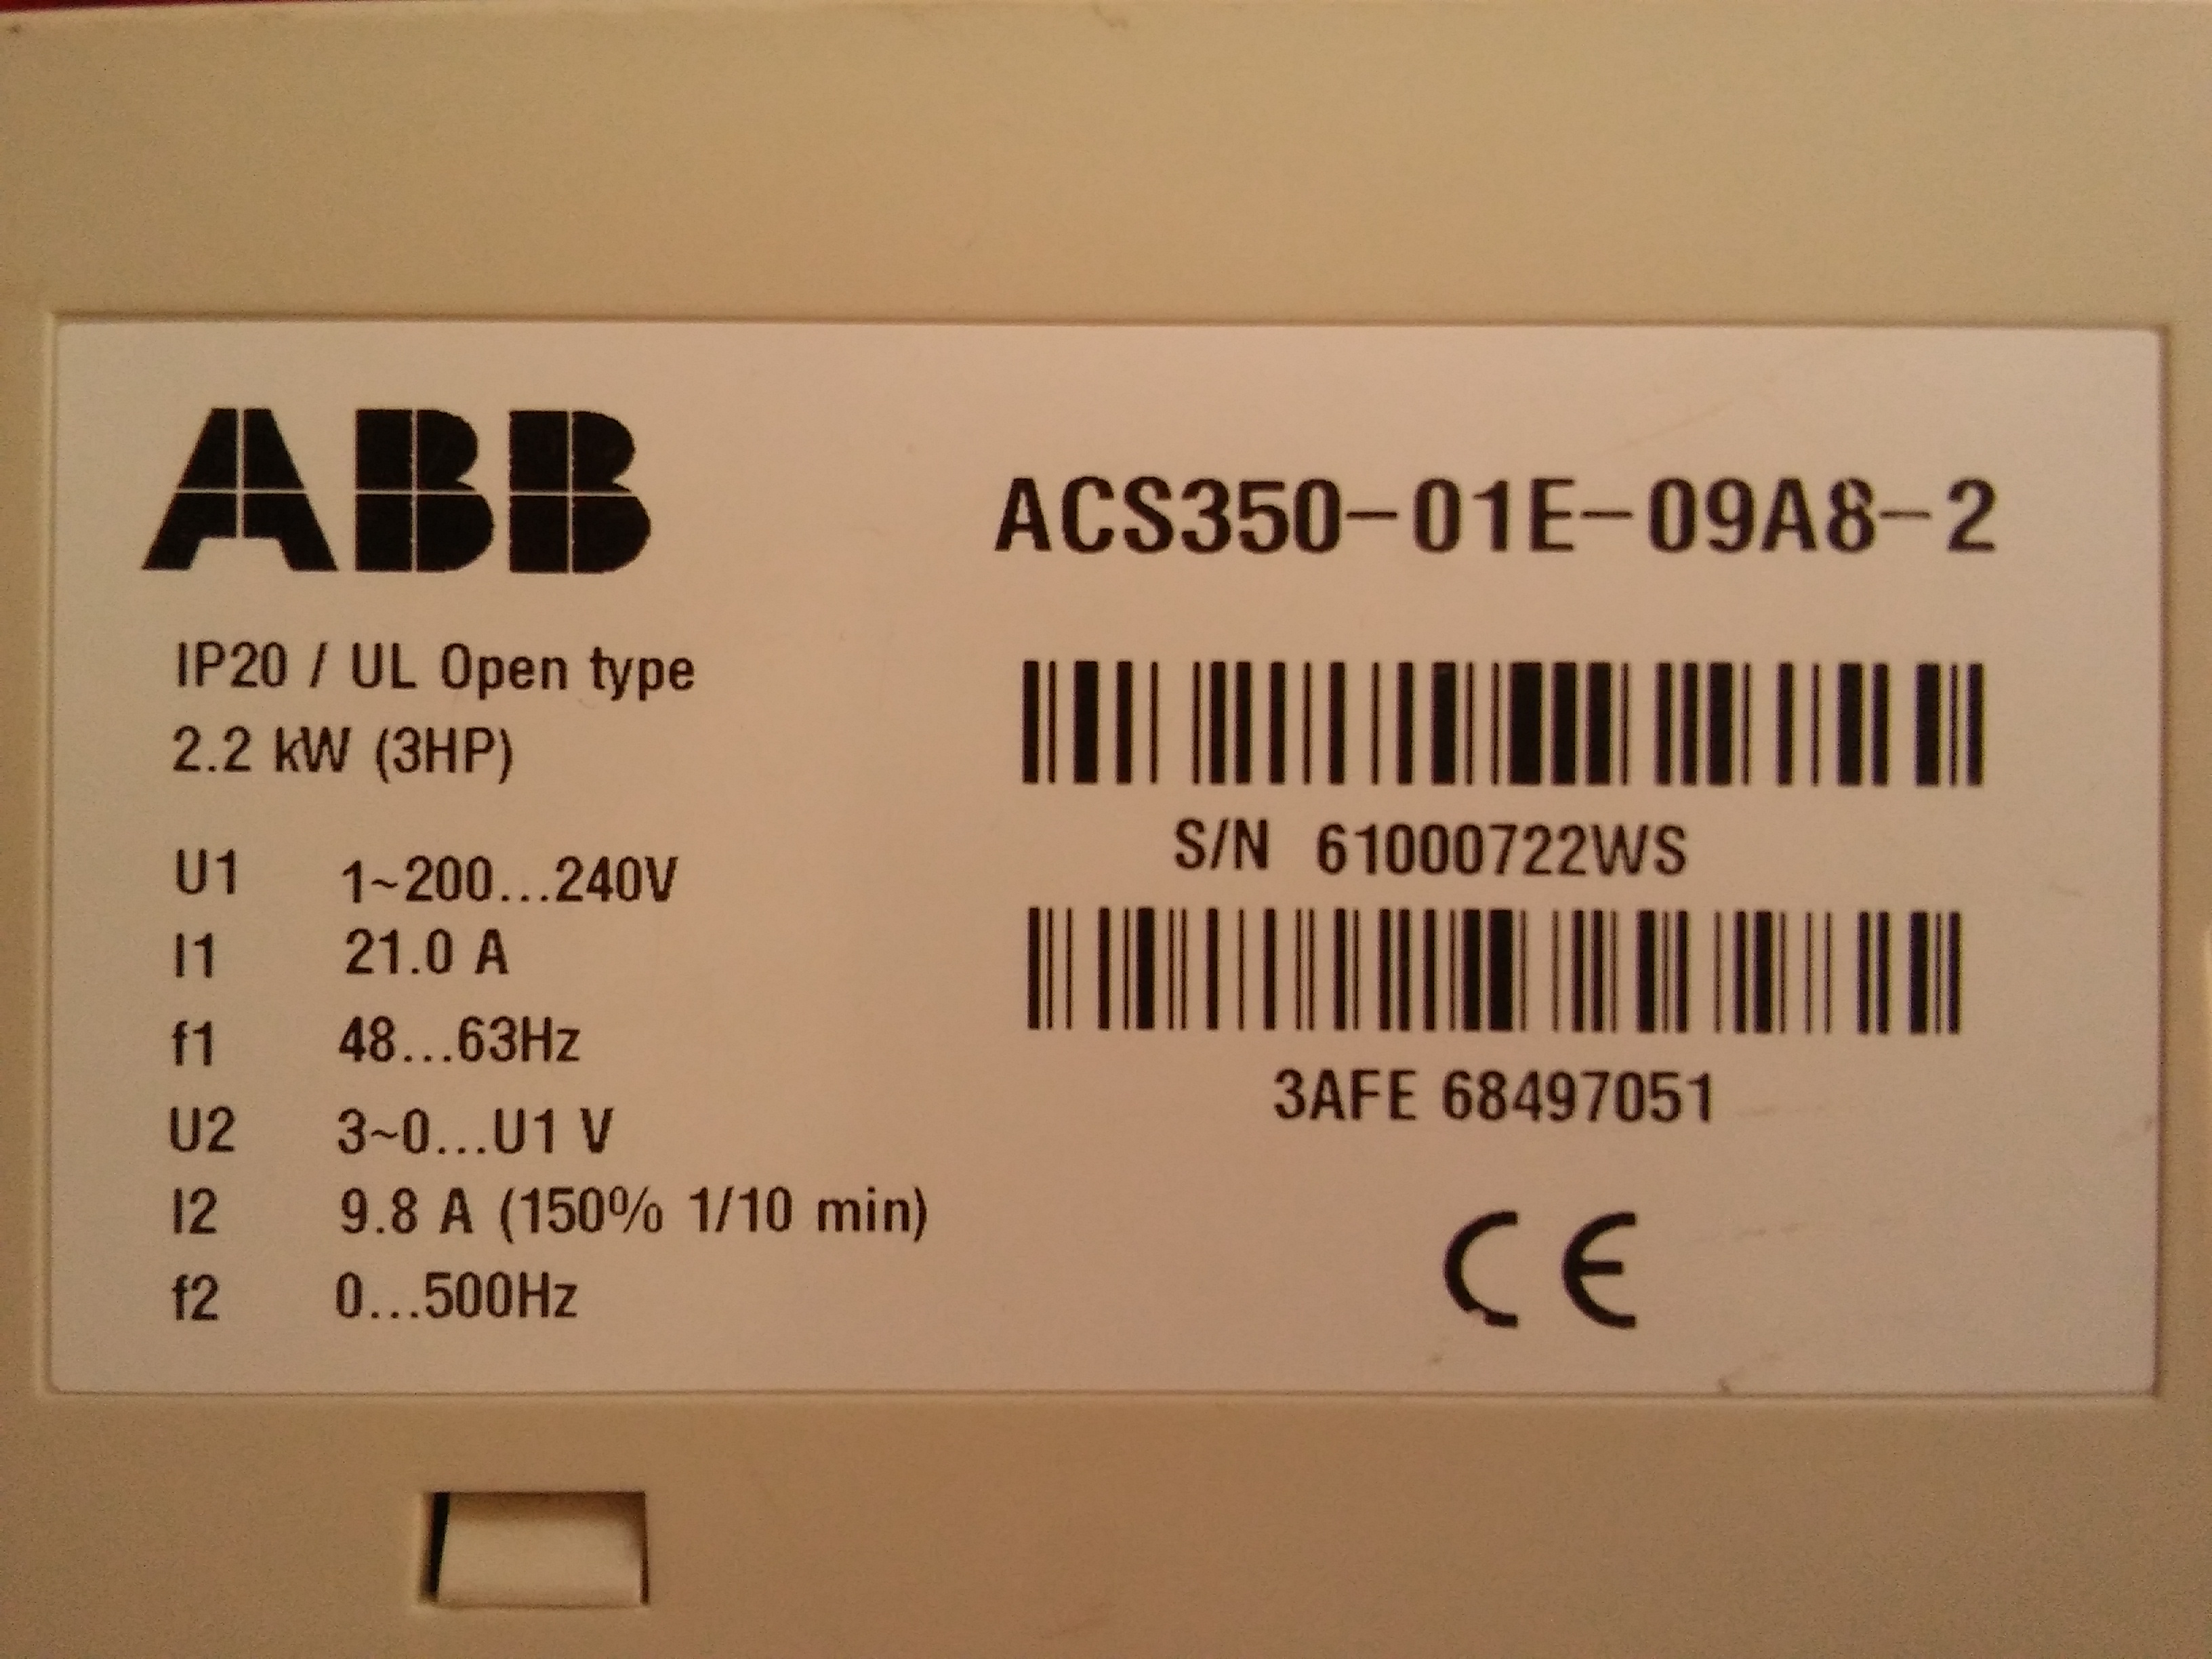 ABB
ACS350-01E-09A8-2
IP20 / UL Open type
2.2 kW (3HP)
U1 1~200...240V
I1 21.0 A
f1 48...63Hz
U2 3~0...U1 V
I2 9.8 A (150% 1/10 min)
f2 0...500Hz
S/N 61000722WS
3AFE 68497051
CE